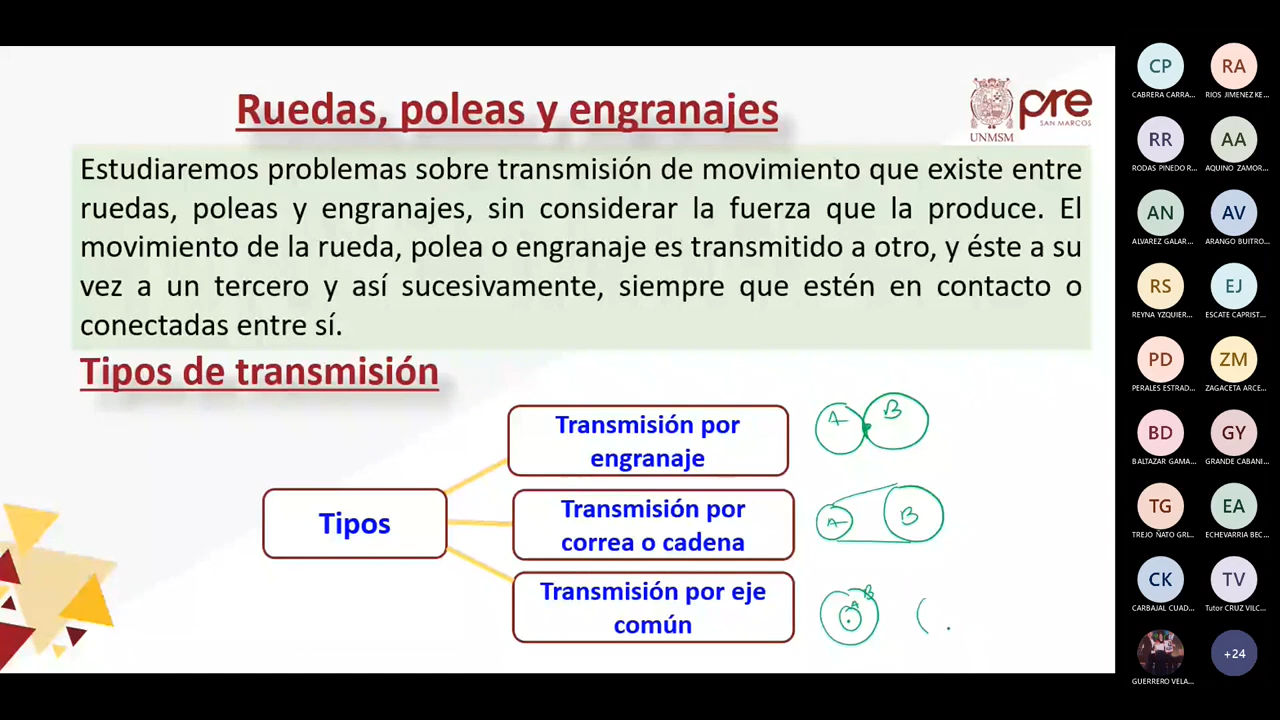 Ruedas, poleas y engranajes
UNMSM
pre
SAN MARCOS
Estudiaremos problemas sobre transmisión de movimiento que existe entre
ruedas, poleas y engranajes, sin considerar la fuerza que la produce. El
movimiento de la rueda, polea o engranaje es transmitido a otro, y éste a su
vez a un tercero y así sucesivamente, siempre que estén en contacto o
conectadas entre sí.
Tipos de transmisión
Tipos
Transmisión por
engranaje
A B
Transmisión por
correa o cadena
A B
Transmisión por eje
común
A B
CP RA
CABRERA CARRA... RIOS JIMENEZ KE...
RR AA
RODAS PINEDO R... AQUINO ZAMOR...
AN AV
ALVAREZ GALAR... ARANGO BUITRO...
RS EJ
REYNA YZQUIER... ESCATE CAPRIST...
PD ZM
PERALES ESTRAD... ZAGACETA ARCE...
BD GY
BALTAZAR GAMA... GRANDE CABANI...
TG EA
TREJO ÑATO GRI... ECHEVARRIA BEC...
CK TV
CARBAJAL CUAD... Tutor CRUZ VILC...
+24
GUERRERO VELA...